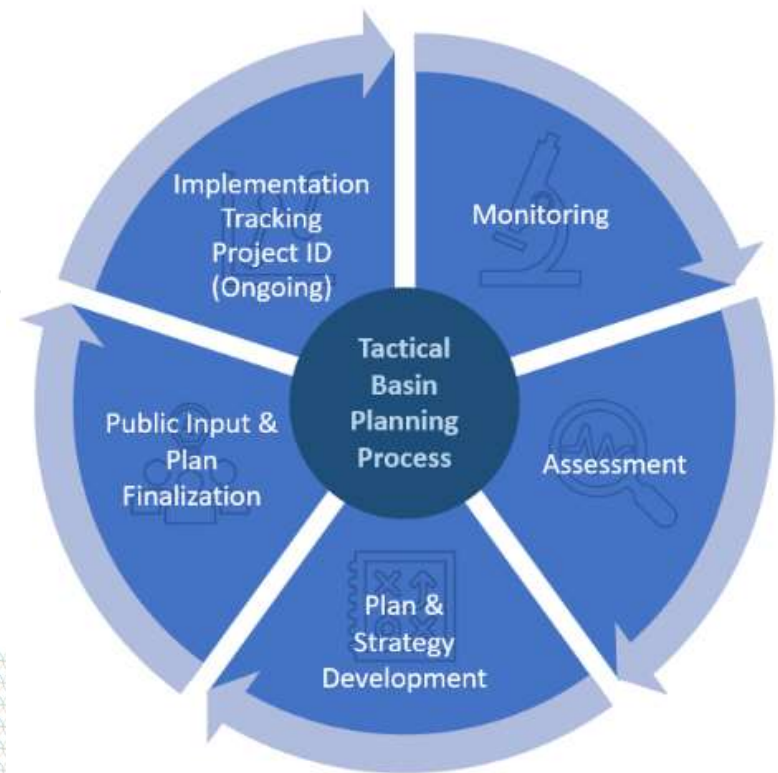 Tactical
Basin
Planning
Process
Monitoring
Assessment
Plan &
Strategy
Development
Public Input &
Plan
Finalization
Implementation
Tracking
Project ID
(Ongoing)